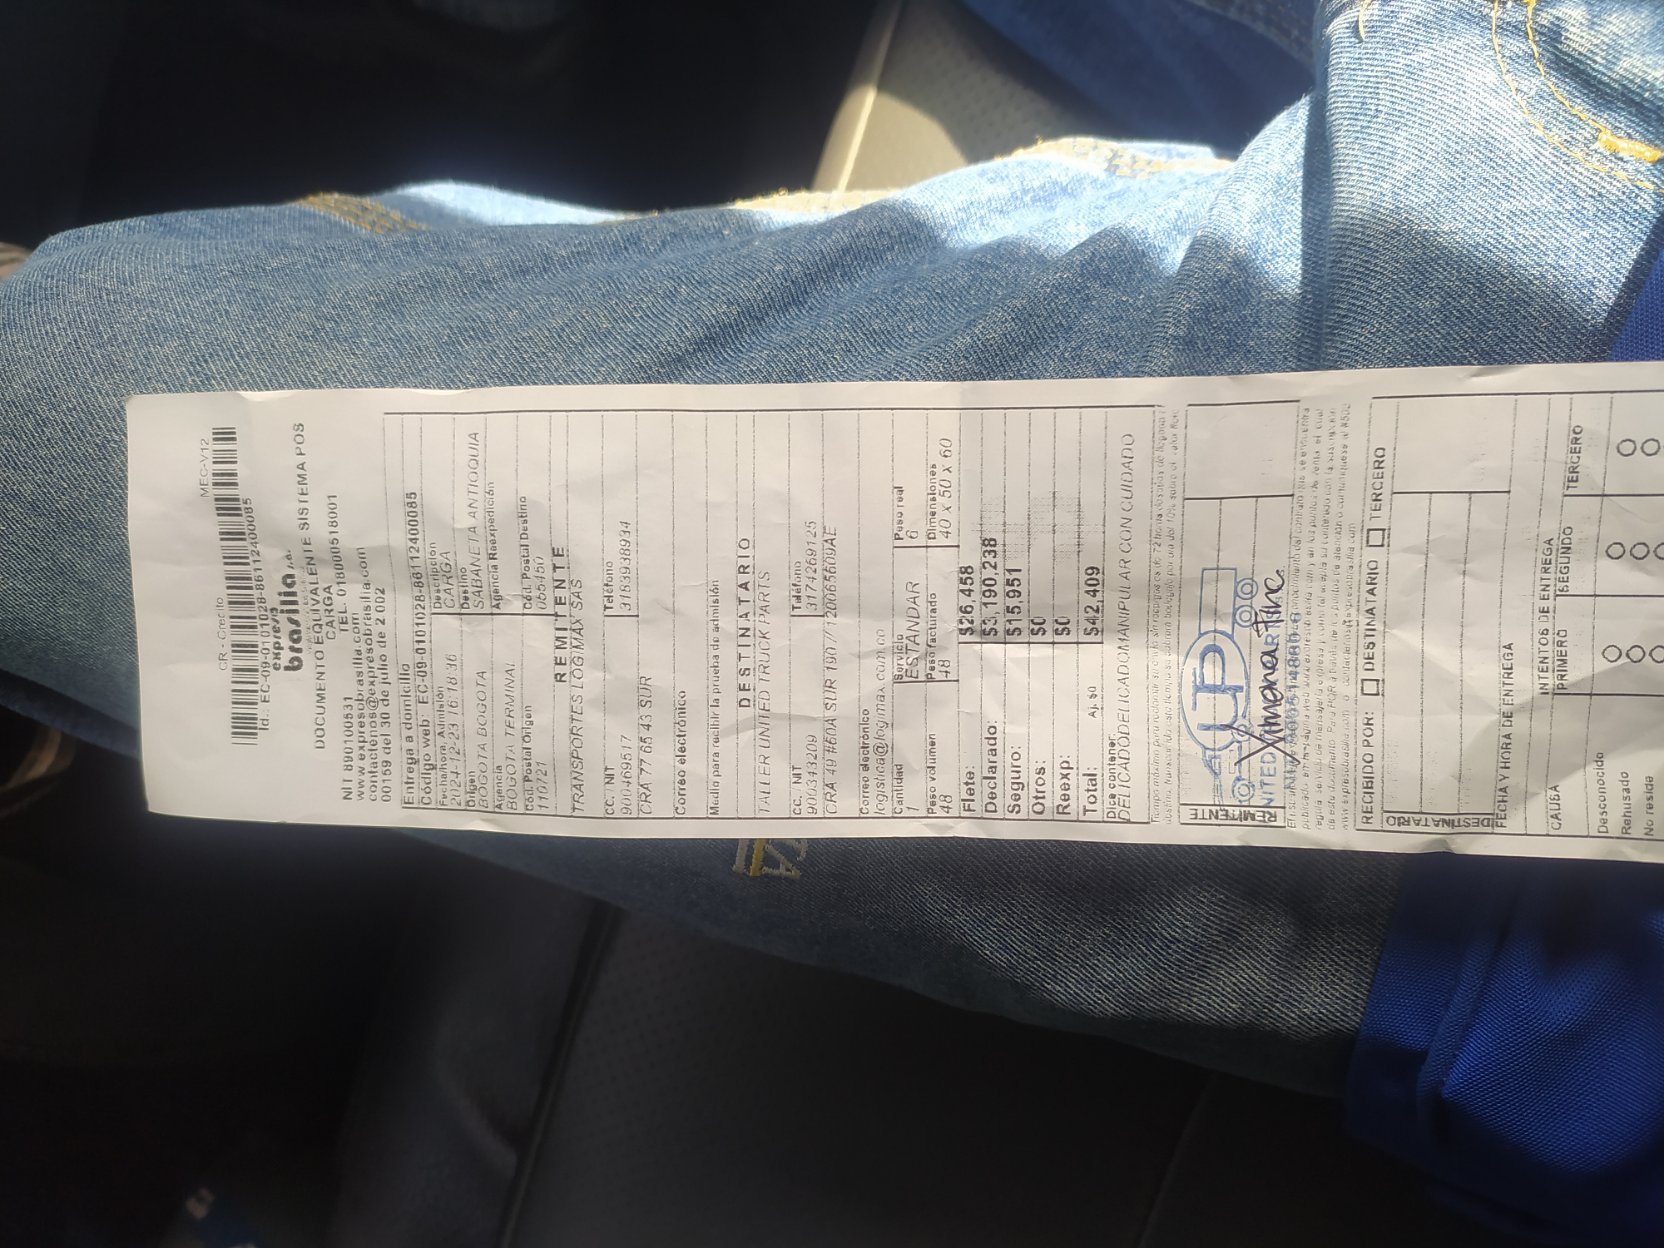 CR - Credito MEC-V12
Id.: EC-09-01 01028-86112400085
expreso
brasilia s.a.
DOCUMENTO EQUIVALENTE SISTEMA POS
CARGA
NIT 890100531 TEL. 018000518001
www.expresobrasilia.com
contactenos@expresobrasilia.com
00159 del 30 de julio de 2 002
Entrega a domicilio
Código web: EC-09-0101028-86112400085
Fecha/hora, Admisión Descripción
2024-12-23 16:18:36 CARGA
Origen Destino
BOGOTA BOGOTA SABANETA ANTIOQUIA
Agencia Agencia Reexpedición
BOGOTA TERMINAL
Cód. Postal Origen Cód. Postal Destino
110721 055450
REMITENTE
TRANSPORTES LOGIMAX SAS
CC, NIT Teléfono
900469517 3153938934
CRA 77 65 43 SUR
Correo electrónico
Medio para recibir la prueba de admisión
DESTINATARIO
TALLER UNITED TRUCK PARTS
CC, NIT Teléfono
900343209 3174269125
CRA 49 #60A SUR 190 // 120065609AE
Correo electrónico
logistica@logimax.com.co
Cantidad Servicio Peso real
1 ESTANDAR 6
Peso volumen Peso facturado Dimensiones
48 48 40 x 50 x 60
Flete: $26,458
Declarado: $3,190,238
Seguro: $15,951
Otros: $0
Reexp: $0
Total: Aj. $0 $42,409
Dice contener:
DELICADODELICADOMANIPULAR CON CUIDADO
REMITENTE
UP
RECIBIDO POR: DESTINATARIO TERCERO
DESTINATARIO
FECHA Y HORA DE ENTREGA
INTENTOS DE ENTREGA
CAUSA PRIMERO SEGUNDO TERCERO
Desconocido
Rehusado
No reside